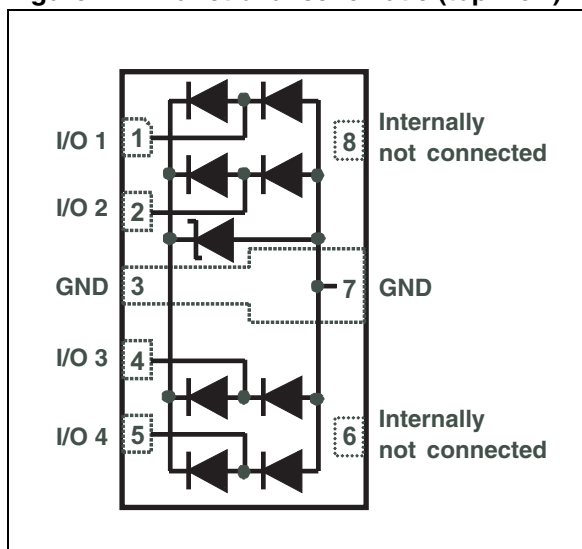 I/O 1
1
8
Internally
not connected
I/O 2
2
GND
3
7
GND
I/O 3
4
I/O 4
5
6
Internally
not connected